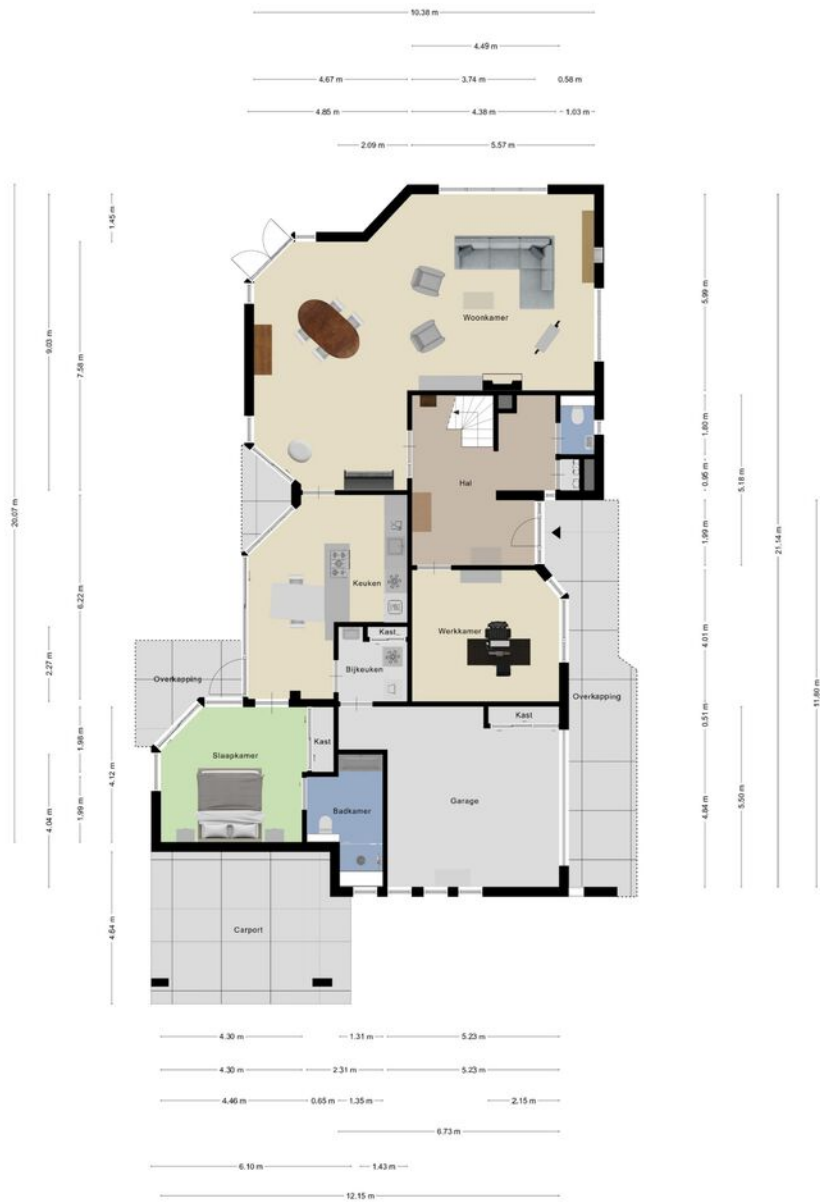 10.38 m
4.49 m
4.67 m 3.74 m 0.58 m
4.85 m 4.38 m 1.03 m
2.09 m 5.57 m
20.07 m
9.03 m
6.22 m
2.27 m
4.04 m
7.58 m
1.98 m
1.99 m
1.45 m
4.12 m
4.64 m
Woonkamer
Hal
Keuken
Kast
Werkkamer
Bijkeuken
Overkapping
Overkapping
Kast
Kast
Slaapkamer
Garage
Badkamer
Carport
5.99 m
1.80 m
0.95 m
1.99 m
4.01 m
0.51 m
4.84 m
5.18 m
5.50 m
21.14 m
11.80 m
4.30 m 1.31 m 5.23 m
4.30 m 2.31 m 5.23 m
4.46 m 0.65 m 1.35 m 2.15 m
6.73 m
6.10 m 1.43 m
12.15 m